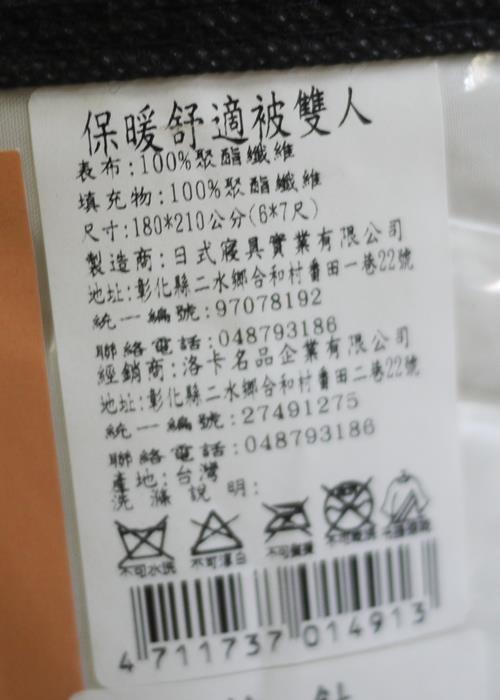 保暖舒適被雙人
表布:100%聚酯纖維
填充物:100%聚酯纖維
尺寸:180*210公分(6*7尺)
製造商:日式寢具實業有限公司
地址:彰化縣二水鄉合和村番田一巷22號
統一編號:97078192
聯絡電話:048793186
經銷商:洛卡名品企業有限公司
地址:彰化縣二水鄉合和村番田二巷22號
統一編號:27491275
聯絡電話:048793186
產地:台灣
洗滌說明:
不可水洗 不可漂白
4 711737 014913